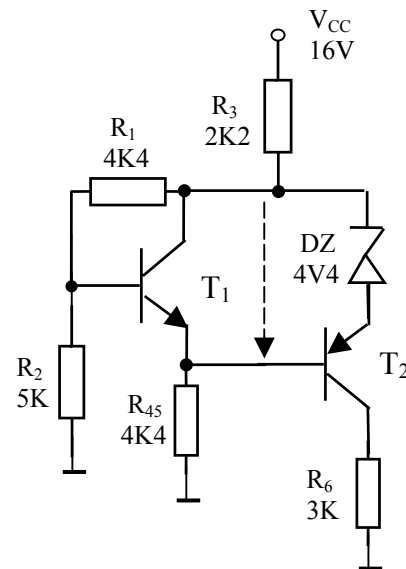 V_CC
16V
R_3
2K2
R_1
4K4
DZ
4V4
T_1
T_2
R_2
5K
R_45
4K4
R_6
3K